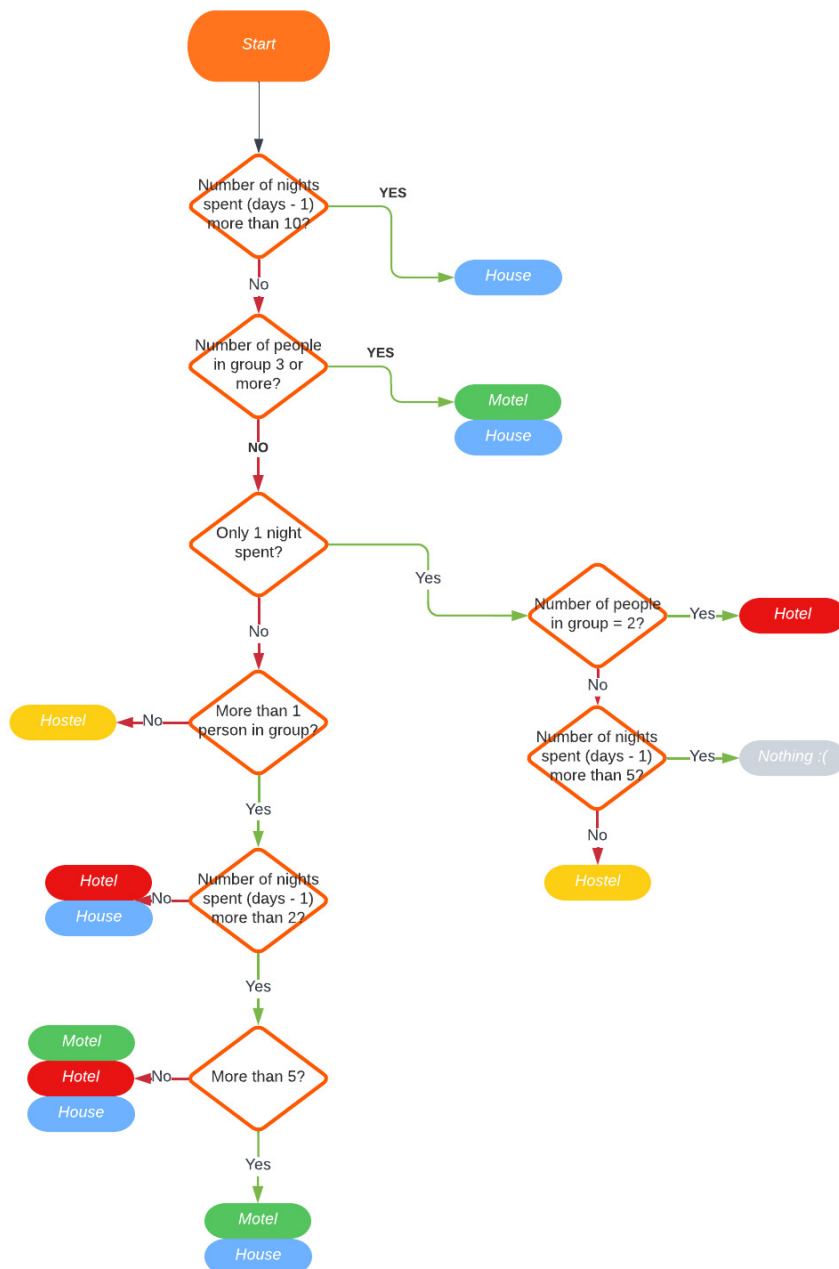 Start
Number of nights
spent (days - 1)
more than 10?
YES
House
No
Number of people
in group 3 or
more?
YES
Motel
House
NO
Only 1 night
spent?
Yes
Number of people
in group = 2?
Yes
Hotel
No
No
More than 1
person in group?
No
Hostel
Number of nights
spent (days - 1)
more than 5?
Yes
Nothing :(
Yes
No
Hostel
Number of nights
spent (days - 1)
more than 2?
No
Hotel
House
Yes
More than 5?
No
Motel
Hotel
House
Yes
Motel
House